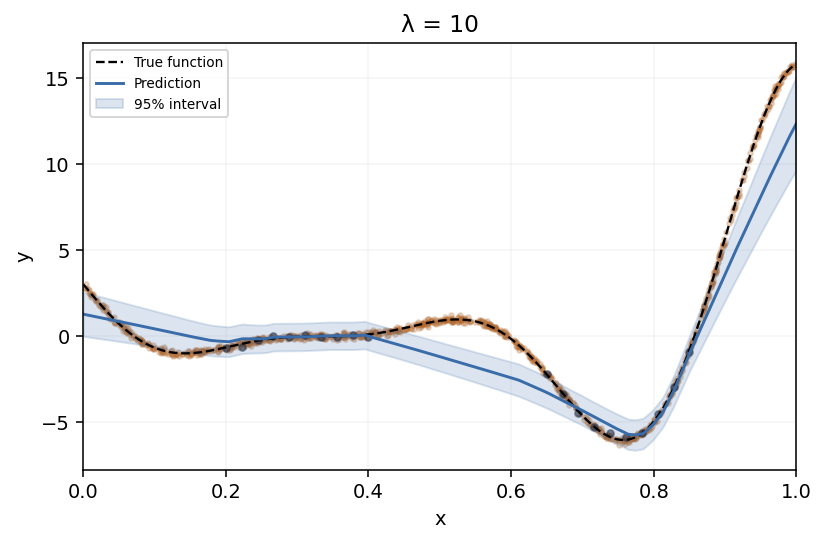 λ = 10
True function
Prediction
95% interval
15
10
5
0
−5
y
0.0 0.2 0.4 0.6 0.8 1.0
x